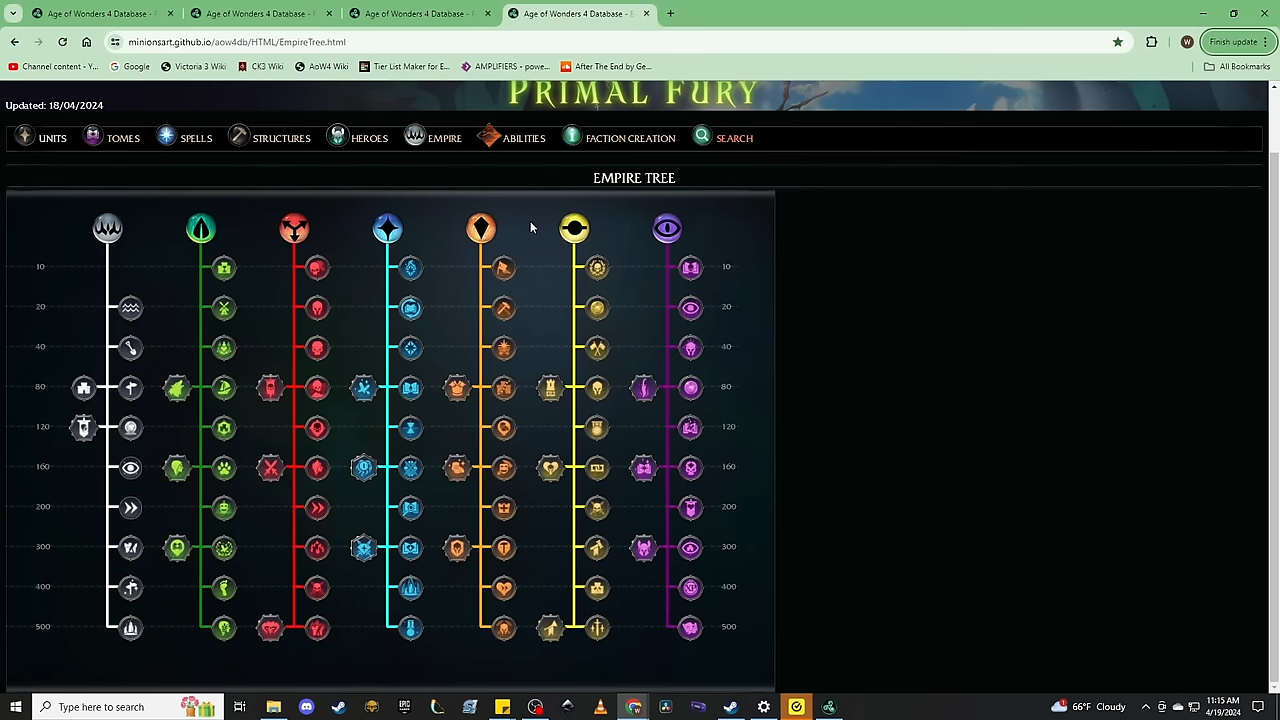 Age of Wonders 4 Database -
Age of Wonders 4 Database -
Age of Wonders 4 Database -
Age of Wonders 4 Database - E
minionsart.github.io/aow4db/HTML/EmpireTree.html
W
Finish update
Channel content - Y...
Google
Victoria 3 Wiki
CK3 Wiki
AoW4 Wiki
Tier List Maker for E...
AMPLIFIERS - powe...
After The End by Ge...
All Bookmarks
PRIMAL FURY
Updated: 18/04/2024
UNITS
TOMES
SPELLS
STRUCTURES
HEROES
EMPIRE
ABILITIES
FACTION CREATION
SEARCH
EMPIRE TREE
10 10
20 20
40 40
80 80
120 120
160 160
200 200
300 300
400 400
500 500
Type here to search
66°F Cloudy
11:15 AM
4/19/2024